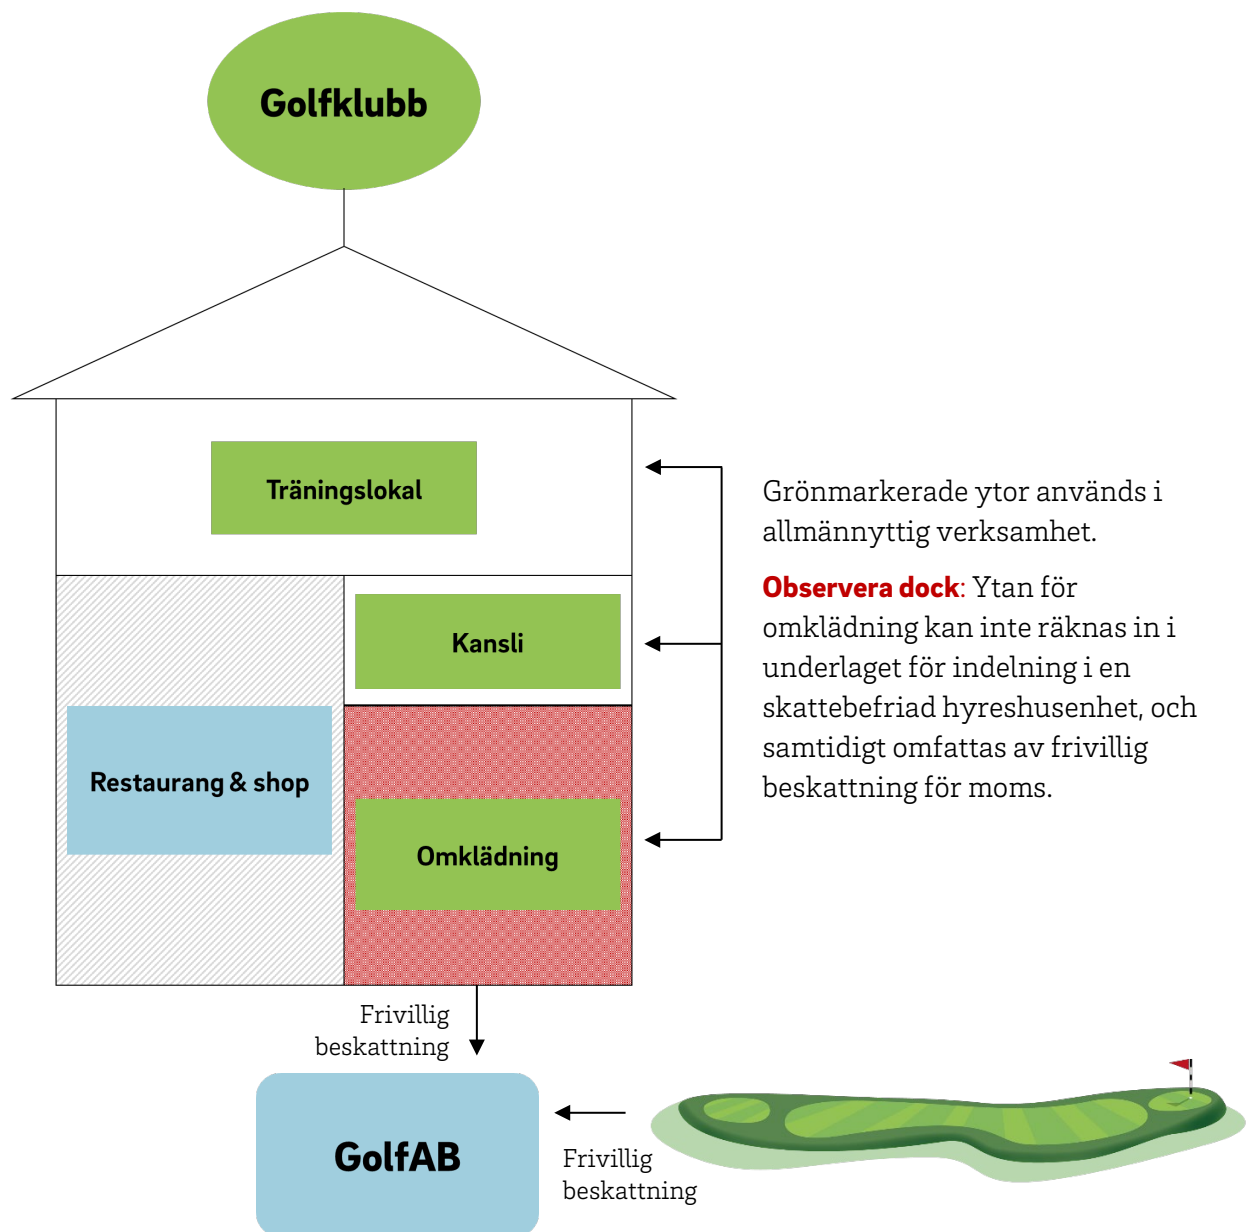 Golfklubb
Träningslokal
Grönmarkerade ytor används i
allmännyttig verksamhet.
Observera dock: Ytan för
omklädning kan inte räknas in i
underlaget för indelning i en
skattebefriad hyreshusenhet, och
samtidigt omfattas av frivillig
beskattning för moms.
Kansli
Restaurang & shop
Omklädning
Frivillig
beskattning
GolfAB
Frivillig
beskattning